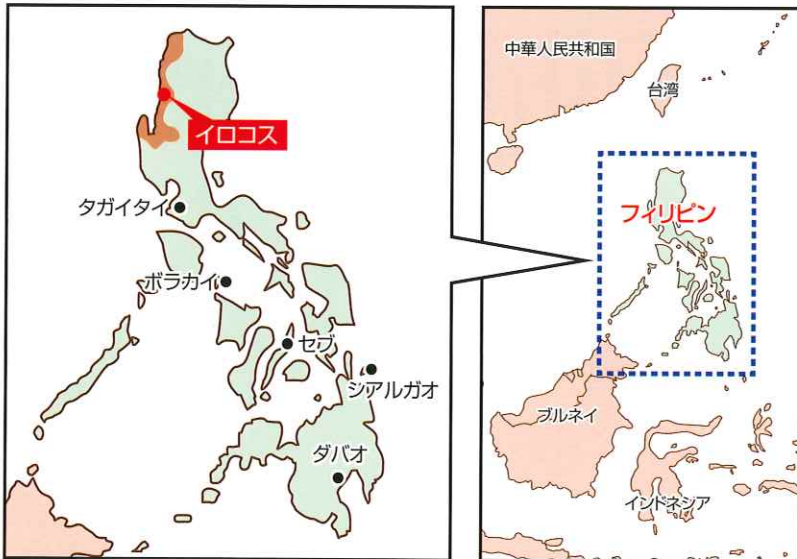 イロコス
タガイタイ
ボラカイ
セブ
シアルガオ
ダバオ
中華人民共和国
台湾
フィリピン
ブルネイ
インドネシア